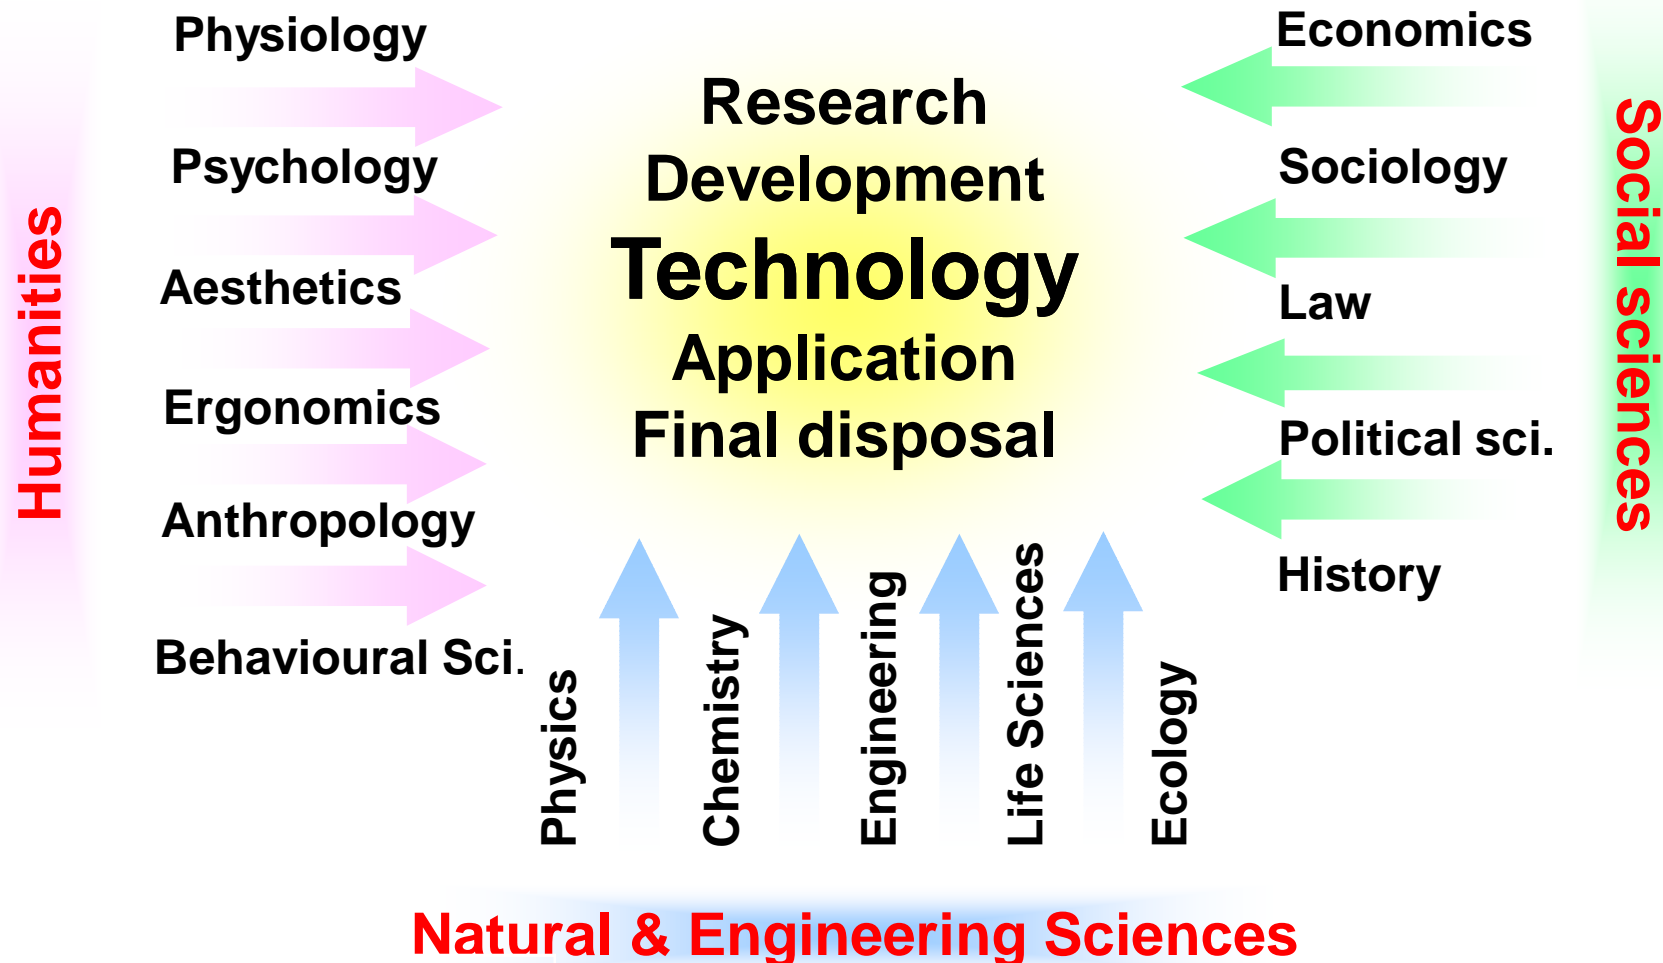 Humanities
Physiology
Psychology
Aesthetics
Ergonomics
Anthropology
Behavioural Sci.
Research
Development
Technology
Application
Final disposal
Economics
Sociology
Law
Political sci.
History
Social sciences
Physics
Chemistry
Engineering
Life Sciences
Ecology
Natural & Engineering Sciences